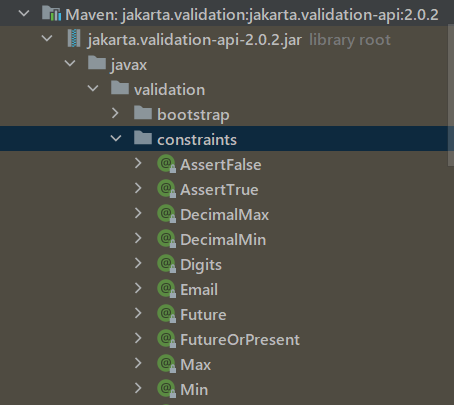 Maven: jakarta.validation:jakarta.validation-api:2.0.2
jakarta.validation-api-2.0.2.jar library root
javax
validation
bootstrap
constraints
AssertFalse
AssertTrue
DecimalMax
DecimalMin
Digits
Email
Future
FutureOrPresent
Max
Min